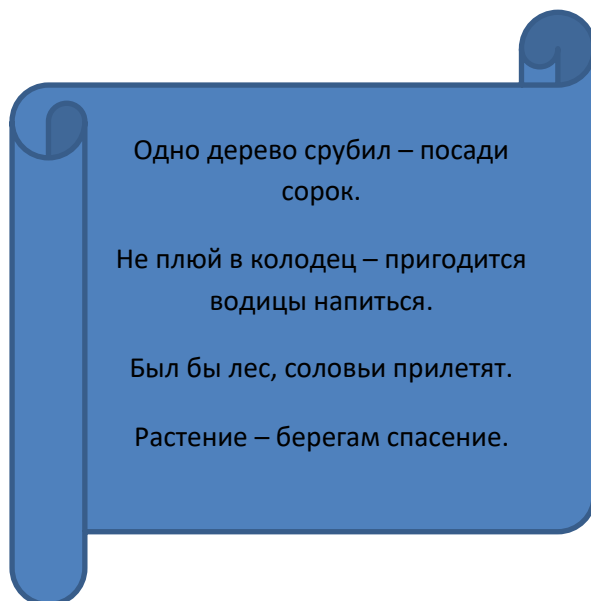 Одно дерево срубил – посади
сорок.
Не плюй в колодец – пригодится
водицы напиться.
Был бы лес, соловьи прилетят.
Растение – берегам спасение.